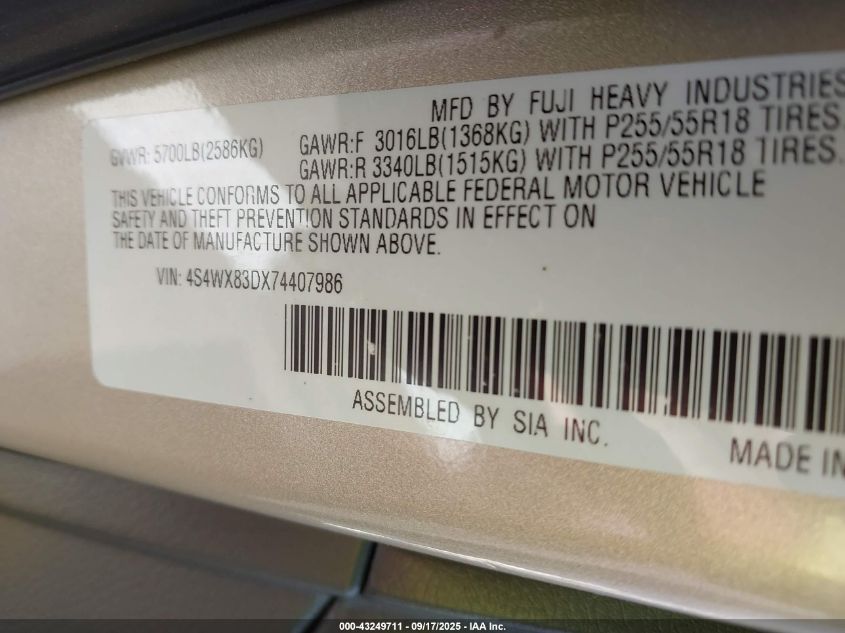 MFD BY FUJI HEAVY INDUSTRIES
GVWR: 5700LB(2586KG) GAWR:F 3016LB(1368KG) WITH P255/55R18 TIRES.
GAWR:R 3340LB(1515KG) WITH P255/55R18 TIRES.
THIS VEHICLE CONFORMS TO ALL APPLICABLE FEDERAL MOTOR VEHICLE
SAFETY AND THEFT PREVENTION STANDARDS IN EFFECT ON
THE DATE OF MANUFACTURE SHOWN ABOVE.
VIN: 4S4WX83DX74407986
ASSEMBLED BY SIA INC.
MADE IN
000-43249711 - 09/17/2025 - IAA Inc.